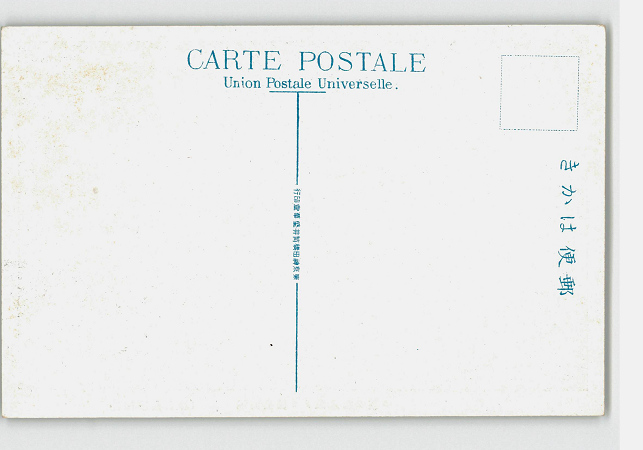 CARTE POSTALE
Union Postale Universelle.
きかは便郵